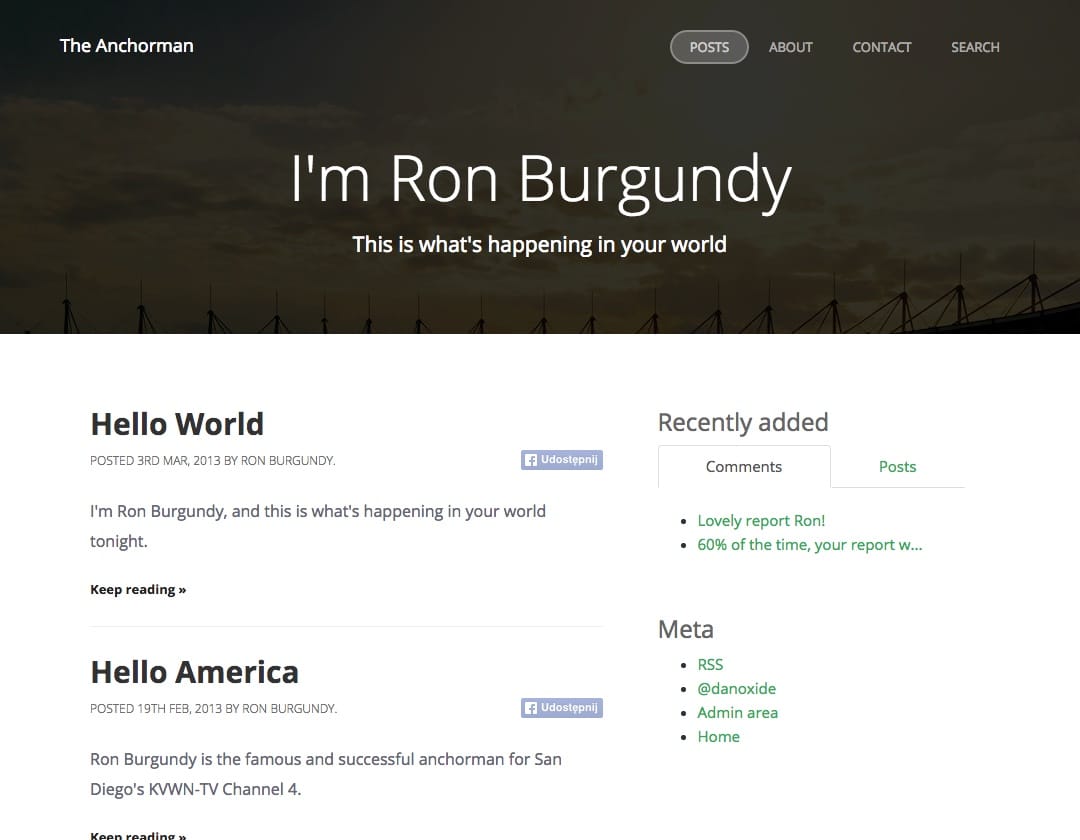 The Anchorman
POSTS ABOUT CONTACT SEARCH
I'm Ron Burgundy
This is what's happening in your world
Hello World
POSTED 3RD MAR, 2013 BY RON BURGUNDY.
Udostępnij
I'm Ron Burgundy, and this is what's happening in your world
tonight.
Keep reading »
Hello America
POSTED 19TH FEB, 2013 BY RON BURGUNDY.
Udostępnij
Ron Burgundy is the famous and successful anchorman for San
Diego's KVWN-TV Channel 4.
Keep reading »
Recently added
Comments Posts
Lovely report Ron!
60% of the time, your report w...
Meta
RSS
@danoxide
Admin area
Home